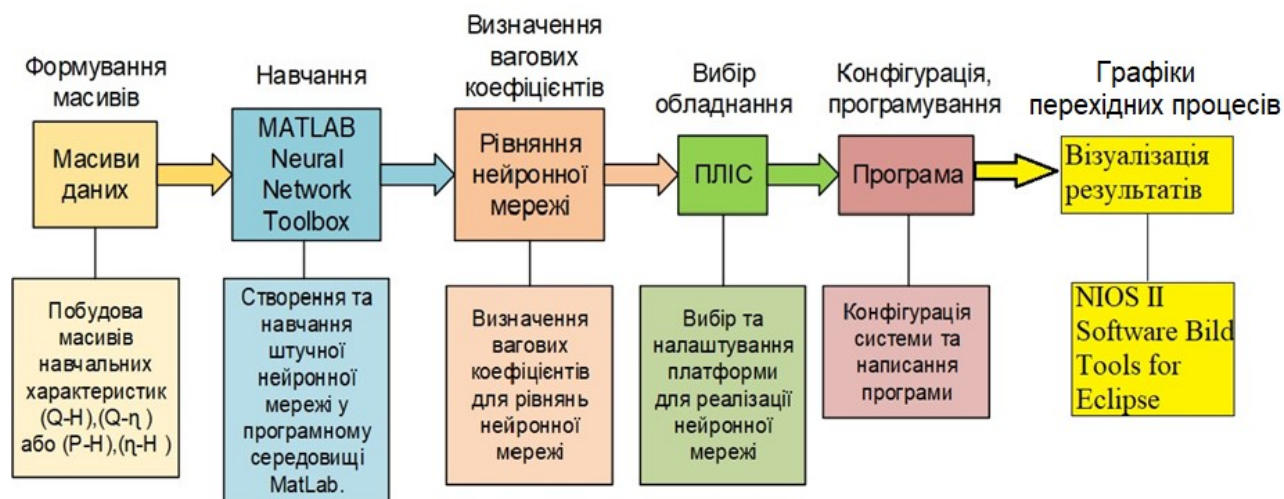 Формування
масивів
Масиви
даних
Побудова
масивів
навчальних
характеристик
(Q-H),(Q-η)
або (P-H),(η-H )
Навчання
MATLAB
Neural
Network
Toolbox
Створення та
навчання
штучної
нейронної
мережі у
програмному
середовищі
MatLab.
Визначення
вагових
коефіцієнтів
Рівняння
нейронної
мережі
Визначення
вагових
коефіцієнтів
для рівнянь
нейронної
мережі
Вибір
обладнання
ПЛІС
Вибір та
налаштування
платформи
для реалізації
нейронної
мережі
Конфігурація,
програмування
Програма
Конфігурація
системи та
написання
програми
Графіки
перехідних процесів
Візуалізація
результатів
NIOS II
Software Bild
Tools for
Eclipse